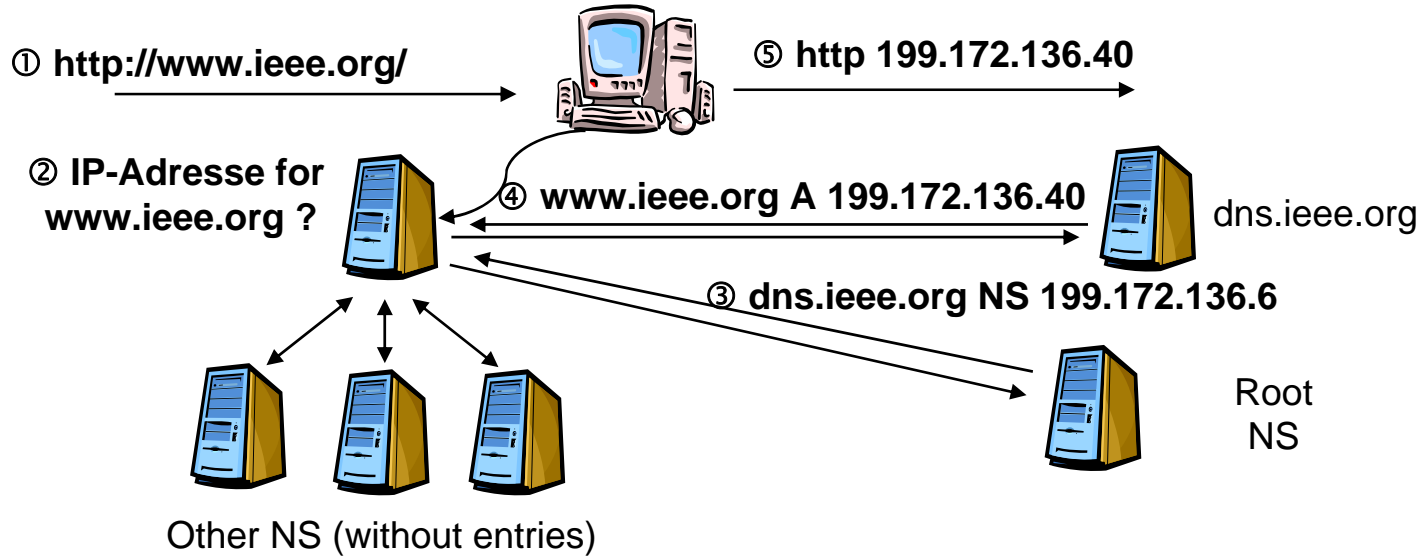 ① http://www.ieee.org/
⑤ http 199.172.136.40
② IP-Adresse for
www.ieee.org ?
④ www.ieee.org A 199.172.136.40
dns.ieee.org
③ dns.ieee.org NS 199.172.136.6
Root
NS
Other NS (without entries)